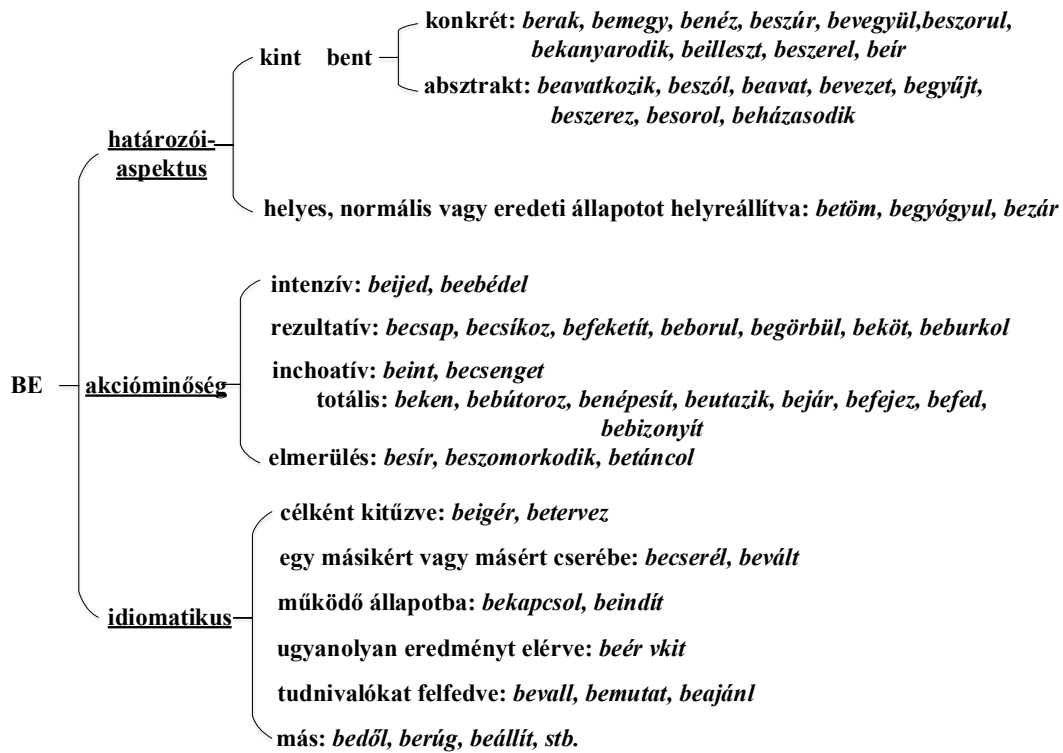 konkrét: berak, bemegy, benéz, beszúr, bevegyül,beszorul,
bekanyarodik, beilleszt, beszerel, beír
kint bent
absztrakt: beavatkozik, beszól, beavat, bevezet, begyűjt,
beszerez, besorol, beházasodik
határozói-
aspektus
helyes, normális vagy eredeti állapotot helyreállítva: betöm, begyógyul, bezár
intenzív: beijed, beebédel
rezultatív: becsap, becsíkoz, befeketít, beborul, begörbül, beköt, beburkol
inchoatív: beint, becsenget
BE
akcióminőség
totális: beken, bebútoroz, benépesít, beutazik, bejár, befejez, befed,
bebizonyít
elmerülés: besír, beszomorkodik, betáncol
célként kitűzve: beigér, betervez
egy másikért vagy másért cserébe: becserél, bevált
működő állapotba: bekapcsol, beindít
idiomatikus
ugyanolyan eredményt elérve: beér vkit
tudnivalókat felfedve: bevall, bemutat, beajánl
más: bedől, berúg, beállít, stb.